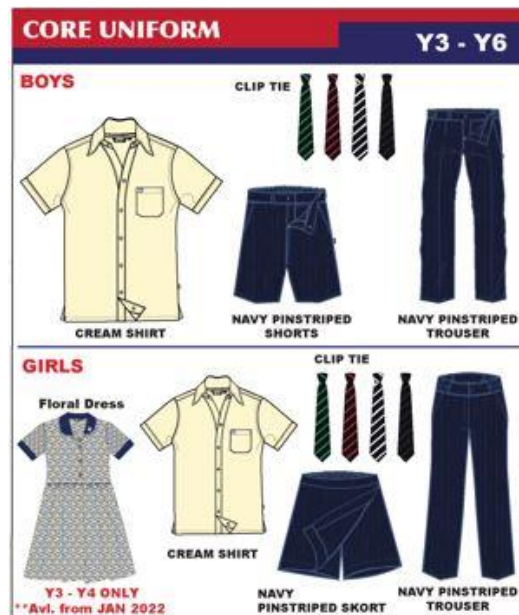 CORE UNIFORM
Y3 - Y6
BOYS
CLIP TIE
CREAM SHIRT
NAVY PINSTRIPED
SHORTS
NAVY PINSTRIPED
TROUSER
GIRLS
CLIP TIE
Floral Dress
CREAM SHIRT
Y3 - Y4 ONLY
**Avl. from JAN 2022
NAVY
PINSTRIPED SKORT
NAVY PINSTRIPED
TROUSER